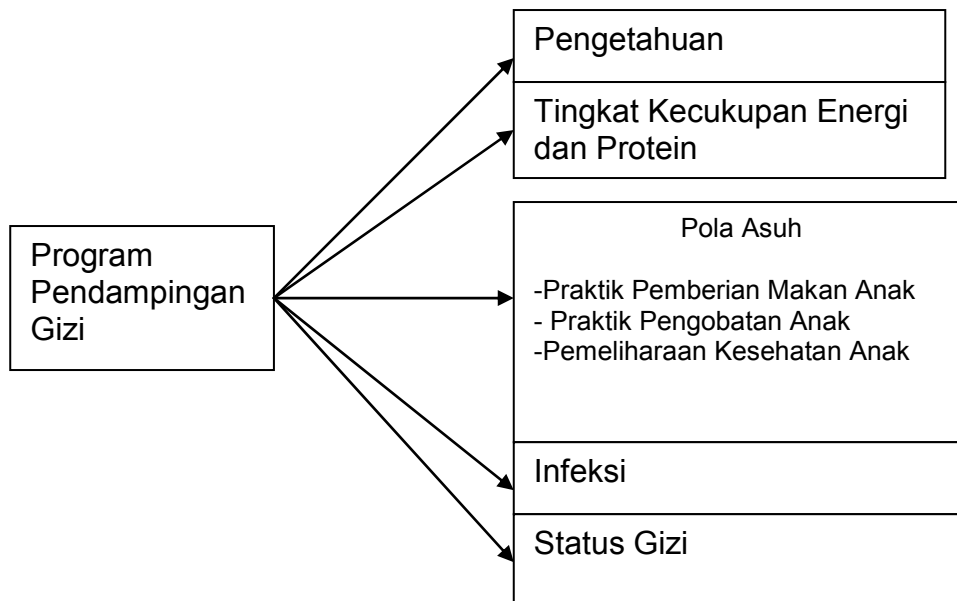 Program
Pendampingan
Gizi
Pengetahuan
Tingkat Kecukupan Energi
dan Protein
Pola Asuh
-Praktik Pemberian Makan Anak
- Praktik Pengobatan Anak
-Pemeliharaan Kesehatan Anak
Infeksi
Status Gizi